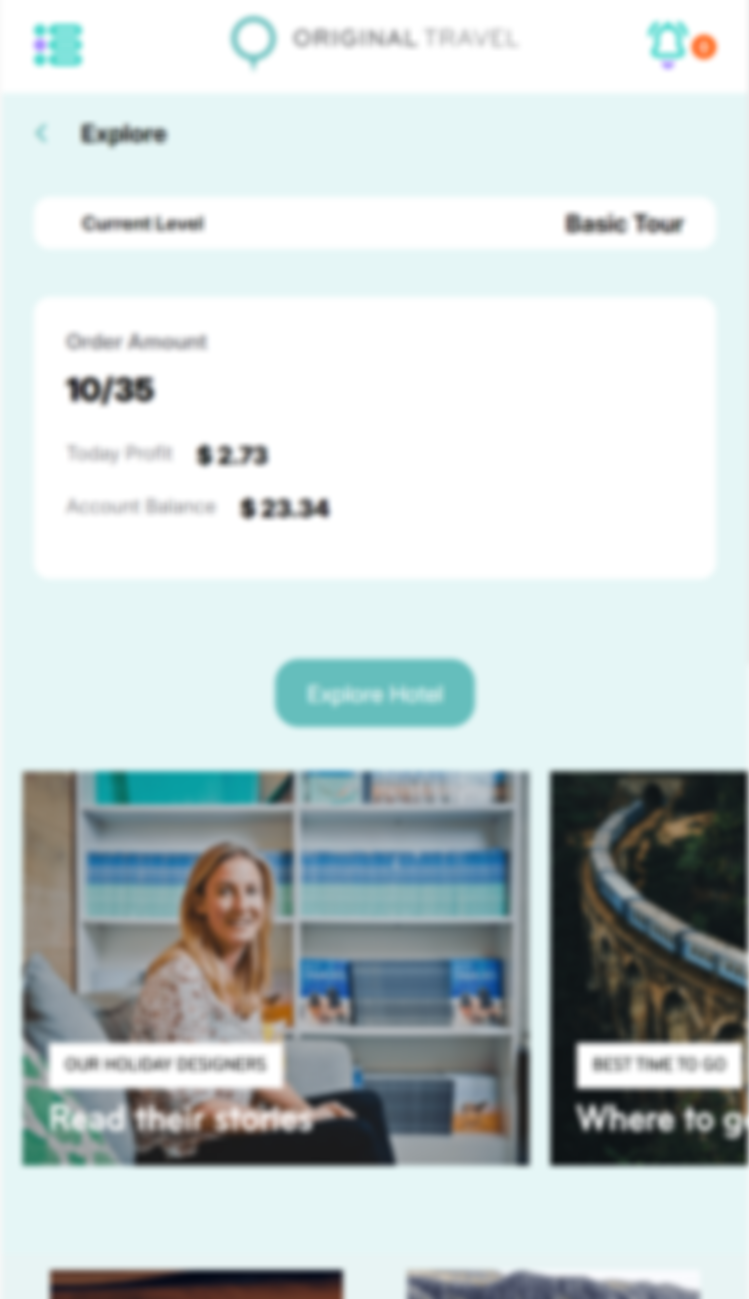 ORIGINAL TRAVEL
Explore
Current Level
Basic Tour
Order Amount
10/35
Today Profit $ 2.73
Account Balance $ 23.34
Explore Hotel
OUR HOLIDAY DESIGNERS
Read their stories
BEST TIME TO GO
Where to g